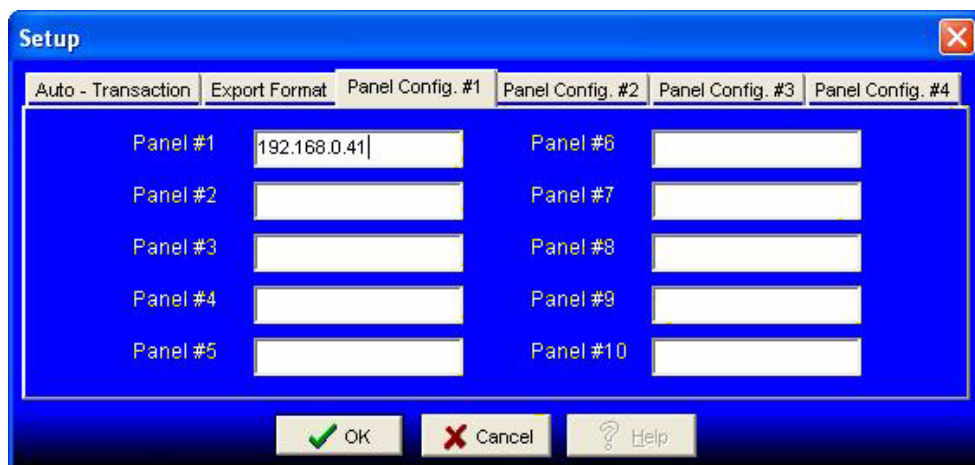 Setup
Auto - Transaction Export Format Panel Config. #1 Panel Config. #2 Panel Config. #3 Panel Config. #4
Panel #1 192.168.0.41 Panel #6
Panel #2 Panel #7
Panel #3 Panel #8
Panel #4 Panel #9
Panel #5 Panel #10
OK Cancel ? Help